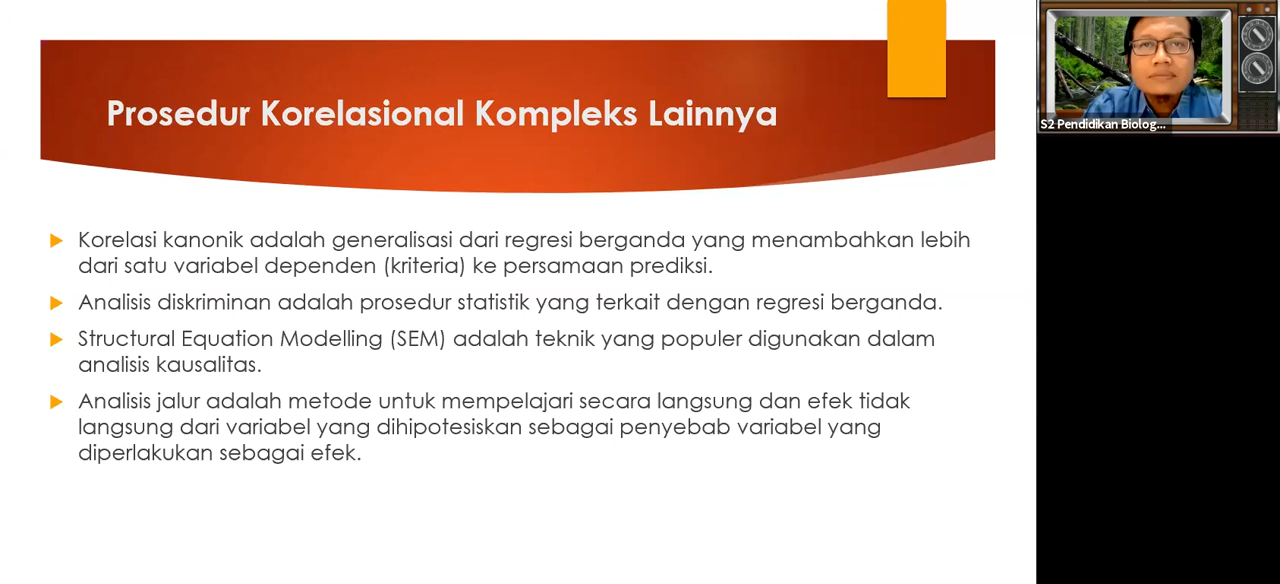 Prosedur Korelasional Kompleks Lainnya
Korelasi kanonik adalah generalisasi dari regresi berganda yang menambahkan lebih
dari satu variabel dependen (kriteria) ke persamaan prediksi.
Analisis diskriminan adalah prosedur statistik yang terkait dengan regresi berganda.
Structural Equation Modelling (SEM) adalah teknik yang populer digunakan dalam
analisis kausalitas.
Analisis jalur adalah metode untuk mempelajari secara langsung dan efek tidak
langsung dari variabel yang dihipotesiskan sebagai penyebab variabel yang
diperlakukan sebagai efek.
S2 Pendidikan Biolog...